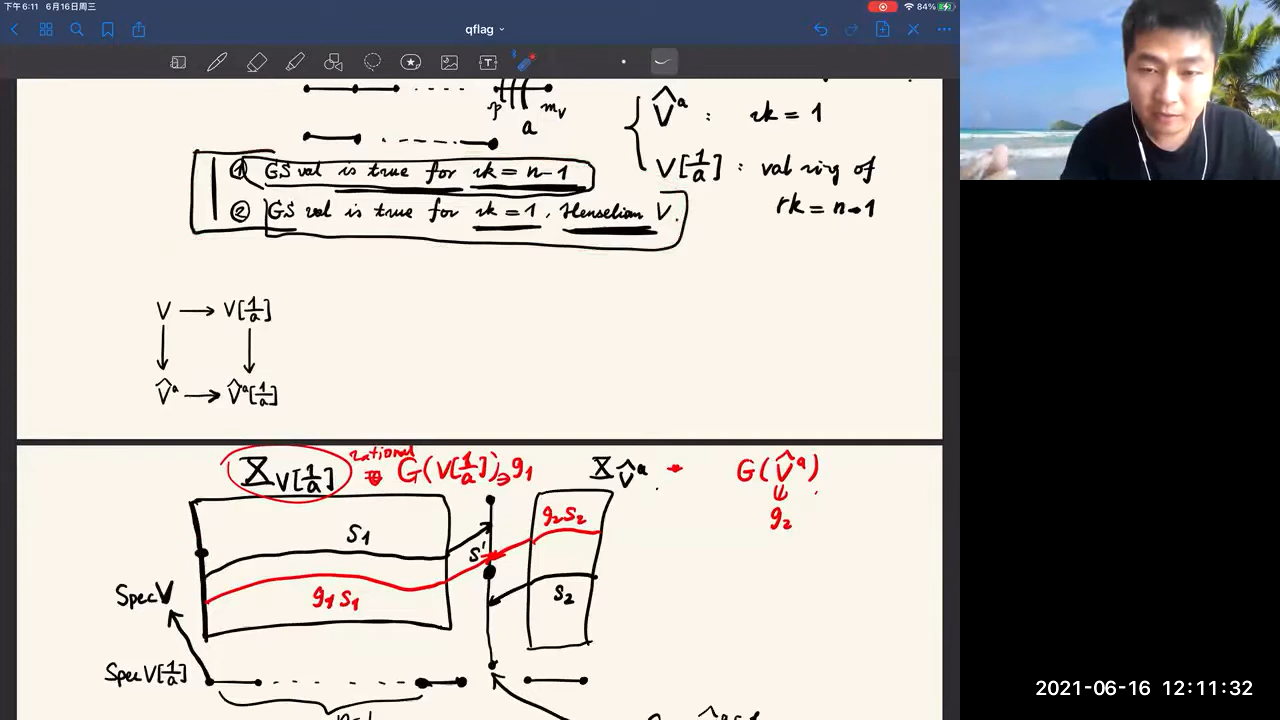 下午6:11 6月16日周三
84%
qflag
p m_V
a
V̂ᵃ : rk = 1
① GS val is true for rk = n-1
V[1/a] : val ring of
② GS val is true for rk = 1, Henselian V.
rk = n-1
V → V[1/a]
V̂ᵃ → V̂ᵃ[1/a]
rational
𝕏_V[1/a] G(V[1/a]) ∋ g₁ 𝕏_V̂ᵃ G(V̂ᵃ)
g₂
g₂s₂
s₁
s'
s₂
g₁s₁
Spec V
Spec V[1/a]
n-1
2021-06-16 12:11:32